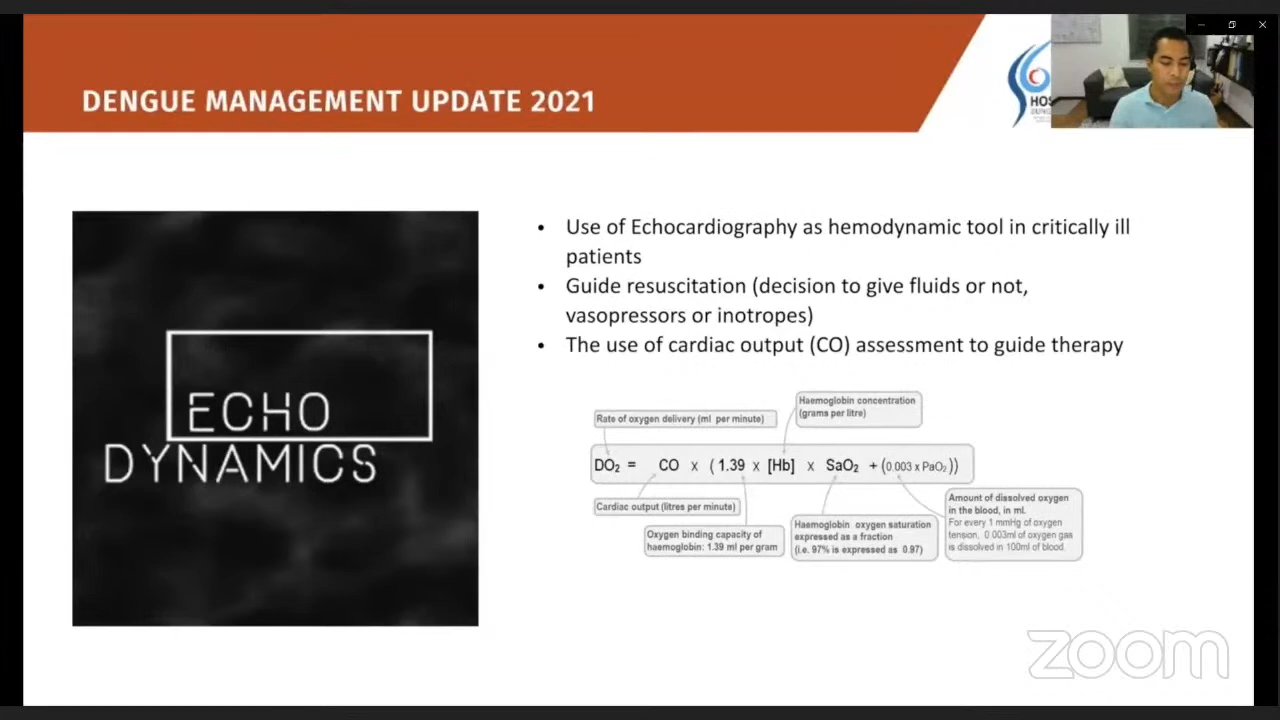 DENGUE MANAGEMENT UPDATE 2021
HOS
ECHO
DYNAMICS
• Use of Echocardiography as hemodynamic tool in critically ill
patients
• Guide resuscitation (decision to give fluids or not,
vasopressors or inotropes)
• The use of cardiac output (CO) assessment to guide therapy
Rate of oxygen delivery (ml per minute)
Haemoglobin concentration
(grams per litre)
DO₂ = CO x ( 1.39 x [Hb] x SaO₂ + (0.003 x PaO₂ ))
Cardiac output (litres per minute)
Oxygen binding capacity of
haemoglobin: 1.39 ml per gram
Haemoglobin oxygen saturation
expressed as a fraction
(i.e. 97% is expressed as 0.97)
Amount of dissolved oxygen
in the blood, in ml.
For every 1 mmHg of oxygen
tension, 0.003ml of oxygen gas
is dissolved in 100ml of blood.
zoom